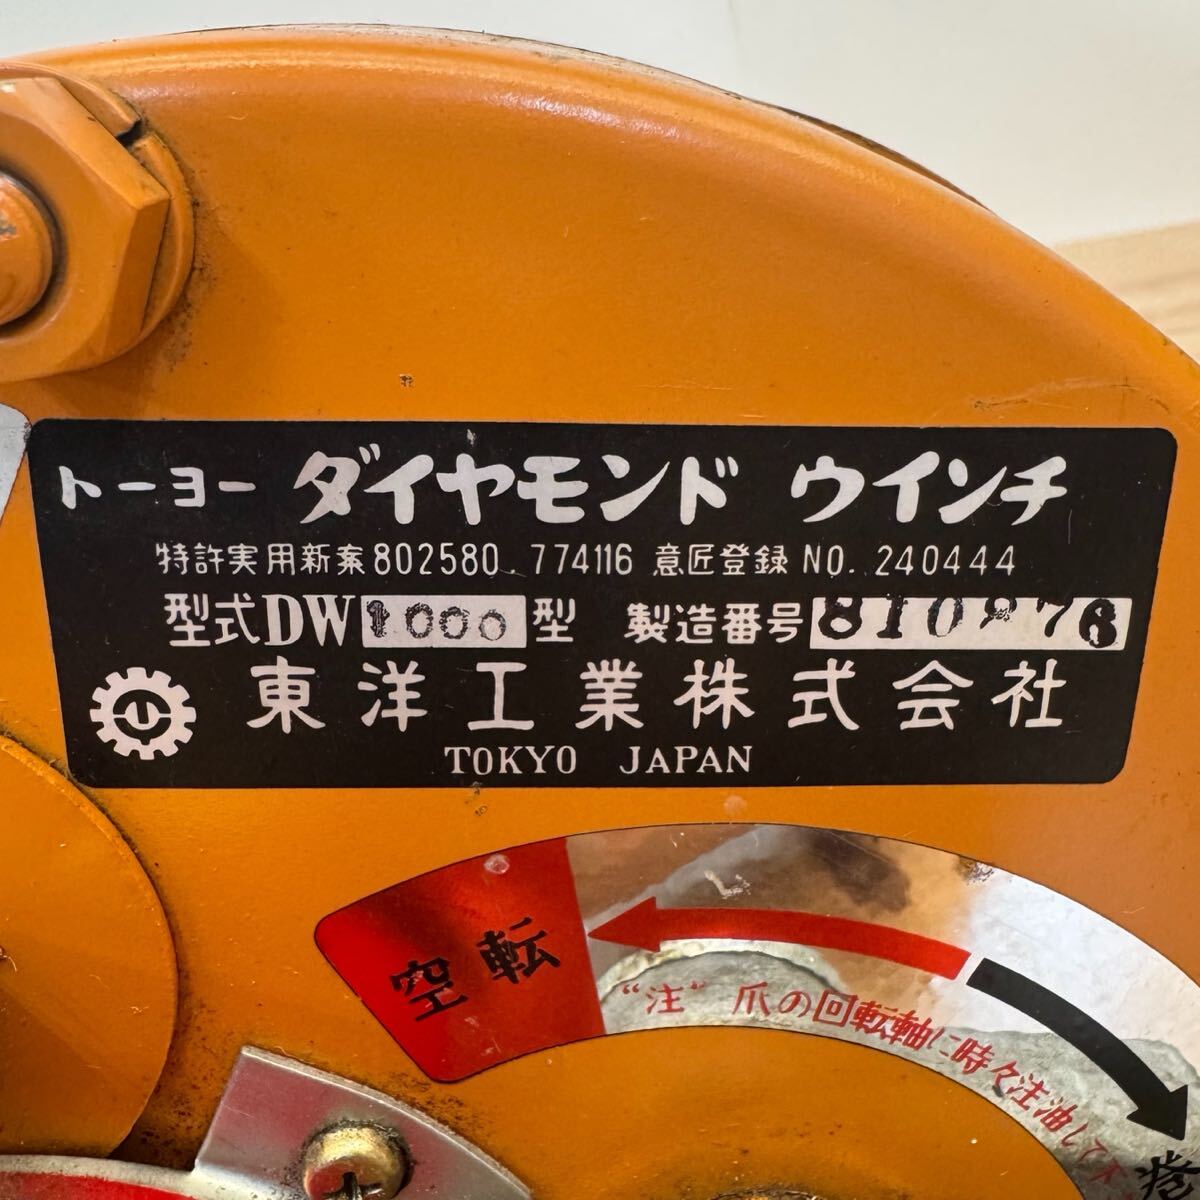 トーヨー ダイヤモンド ウインチ
特許実用新案802580.774116 意匠登録 NO. 240444
型式DW1000型 製造番号810276
東洋工業株式会社
TOKYO JAPAN
空転
“注” 爪の回転軸に時々注油して
巻